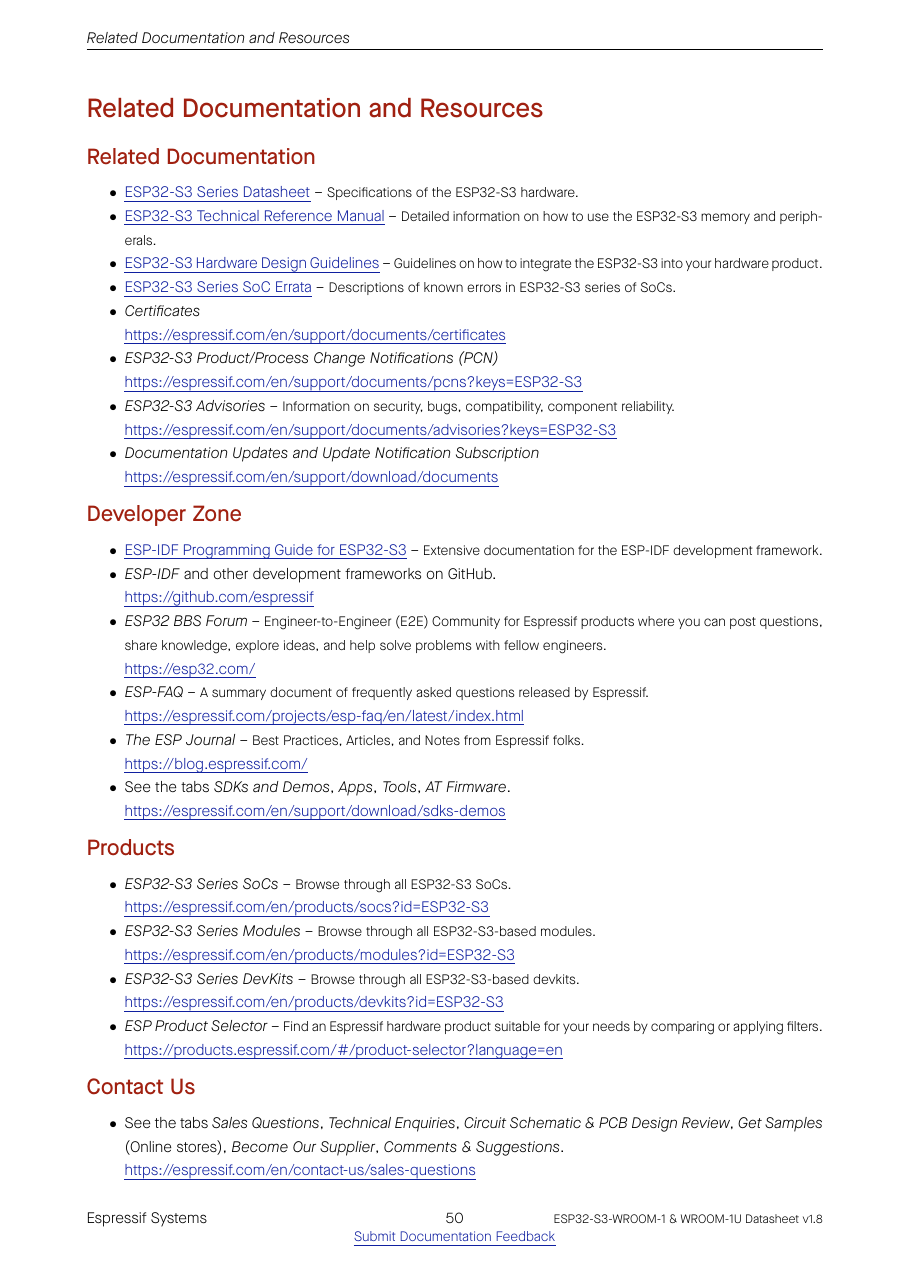 Related Documentation and Resources
Related Documentation and Resources
Related Documentation
• ESP32-S3 Series Datasheet – Specifications of the ESP32-S3 hardware.
• ESP32-S3 Technical Reference Manual – Detailed information on how to use the ESP32-S3 memory and periph-
erals.
• ESP32-S3 Hardware Design Guidelines – Guidelines on how to integrate the ESP32-S3 into your hardware product.
• ESP32-S3 Series SoC Errata – Descriptions of known errors in ESP32-S3 series of SoCs.
• Certificates
https://espressif.com/en/support/documents/certificates
• ESP32-S3 Product/Process Change Notifications (PCN)
https://espressif.com/en/support/documents/pcns?keys=ESP32-S3
• ESP32-S3 Advisories – Information on security, bugs, compatibility, component reliability.
https://espressif.com/en/support/documents/advisories?keys=ESP32-S3
• Documentation Updates and Update Notification Subscription
https://espressif.com/en/support/download/documents
Developer Zone
• ESP-IDF Programming Guide for ESP32-S3 – Extensive documentation for the ESP-IDF development framework.
• ESP-IDF and other development frameworks on GitHub.
https://github.com/espressif
• ESP32 BBS Forum – Engineer-to-Engineer (E2E) Community for Espressif products where you can post questions,
share knowledge, explore ideas, and help solve problems with fellow engineers.
https://esp32.com/
• ESP-FAQ – A summary document of frequently asked questions released by Espressif.
https://espressif.com/projects/esp-faq/en/latest/index.html
• The ESP Journal – Best Practices, Articles, and Notes from Espressif folks.
https://blog.espressif.com/
• See the tabs SDKs and Demos, Apps, Tools, AT Firmware.
https://espressif.com/en/support/download/sdks-demos
Products
• ESP32-S3 Series SoCs – Browse through all ESP32-S3 SoCs.
https://espressif.com/en/products/socs?id=ESP32-S3
• ESP32-S3 Series Modules – Browse through all ESP32-S3-based modules.
https://espressif.com/en/products/modules?id=ESP32-S3
• ESP32-S3 Series DevKits – Browse through all ESP32-S3-based devkits.
https://espressif.com/en/products/devkits?id=ESP32-S3
• ESP Product Selector – Find an Espressif hardware product suitable for your needs by comparing or applying filters.
https://products.espressif.com/#/product-selector?language=en
Contact Us
• See the tabs Sales Questions, Technical Enquiries, Circuit Schematic & PCB Design Review, Get Samples
(Online stores), Become Our Supplier, Comments & Suggestions.
https://espressif.com/en/contact-us/sales-questions
Espressif Systems 50 ESP32-S3-WROOM-1 & WROOM-1U Datasheet v1.8
Submit Documentation Feedback